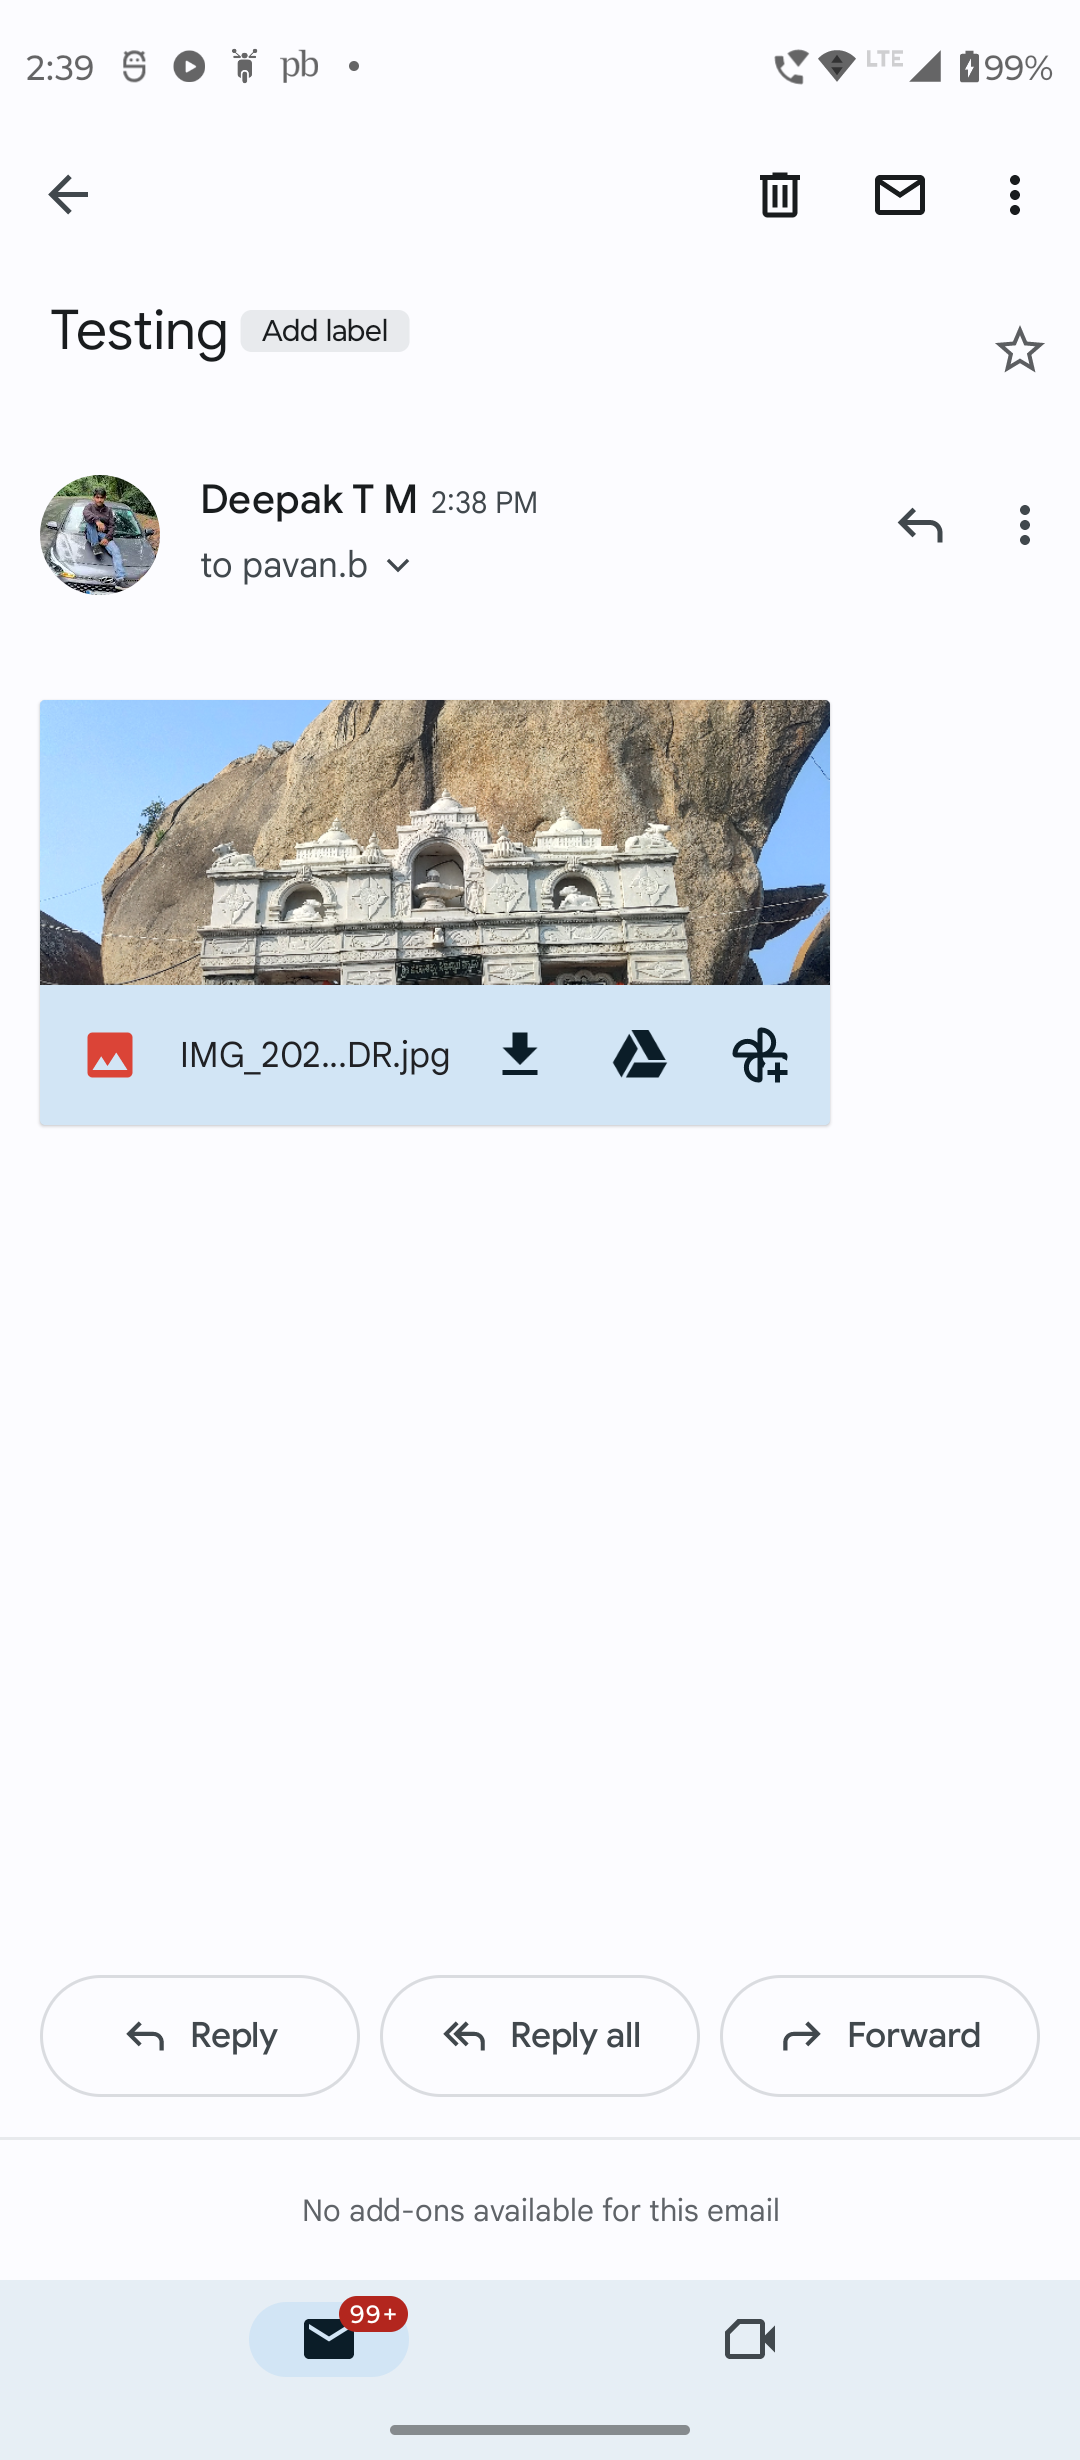 2:39 pb LTE 99%
Testing Add label
Deepak T M 2:38 PM
to pavan.b
IMG_202...DR.jpg
Reply Reply all Forward
No add-ons available for this email
99+